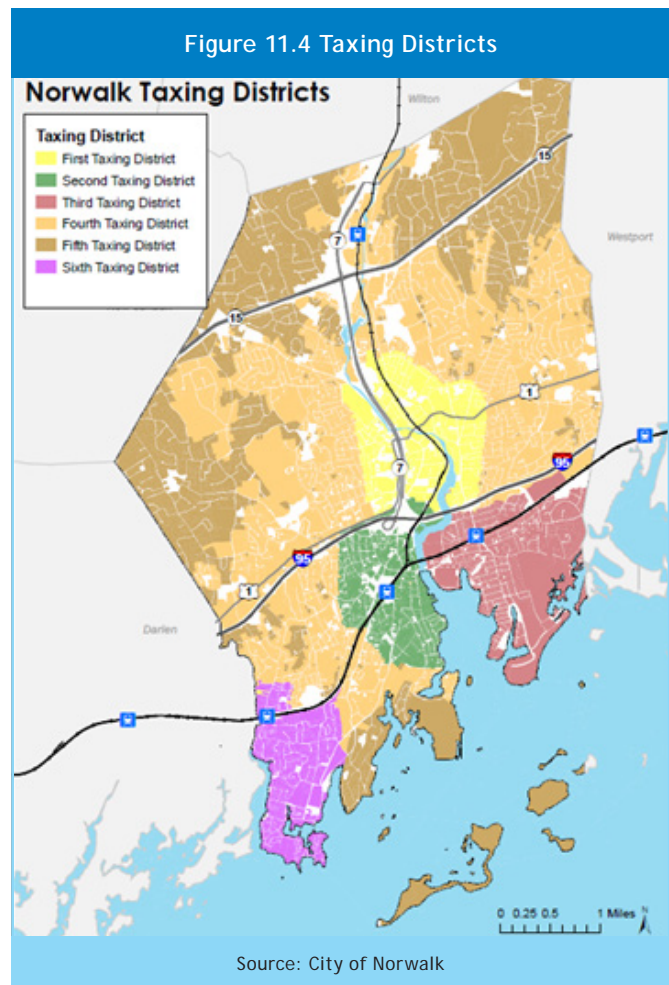 Figure 11.4 Taxing Districts
Norwalk Taxing Districts
Wilton
Taxing District
First Taxing District
Second Taxing District
Third Taxing District
Fourth Taxing District
Fifth Taxing District
Sixth Taxing District
15
7
Westport
15
1
7
95
95
1
Darien
0 0.25 0.5 1 Miles
N
Source: City of Norwalk